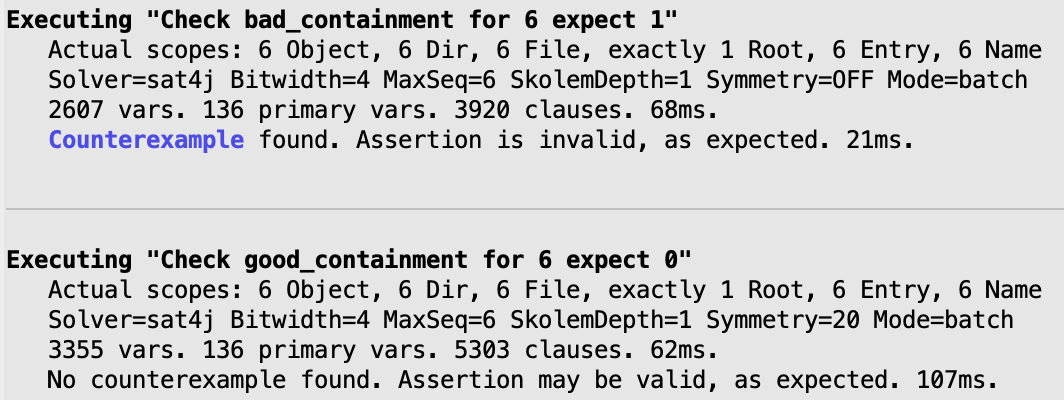 Executing "Check bad_containment for 6 expect 1"
Actual scopes: 6 Object, 6 Dir, 6 File, exactly 1 Root, 6 Entry, 6 Name
Solver=sat4j Bitwidth=4 MaxSeq=6 SkolemDepth=1 Symmetry=OFF Mode=batch
2607 vars. 136 primary vars. 3920 clauses. 68ms.
Counterexample found. Assertion is invalid, as expected. 21ms.
Executing "Check good_containment for 6 expect 0"
Actual scopes: 6 Object, 6 Dir, 6 File, exactly 1 Root, 6 Entry, 6 Name
Solver=sat4j Bitwidth=4 MaxSeq=6 SkolemDepth=1 Symmetry=20 Mode=batch
3355 vars. 136 primary vars. 5303 clauses. 62ms.
No counterexample found. Assertion may be valid, as expected. 107ms.